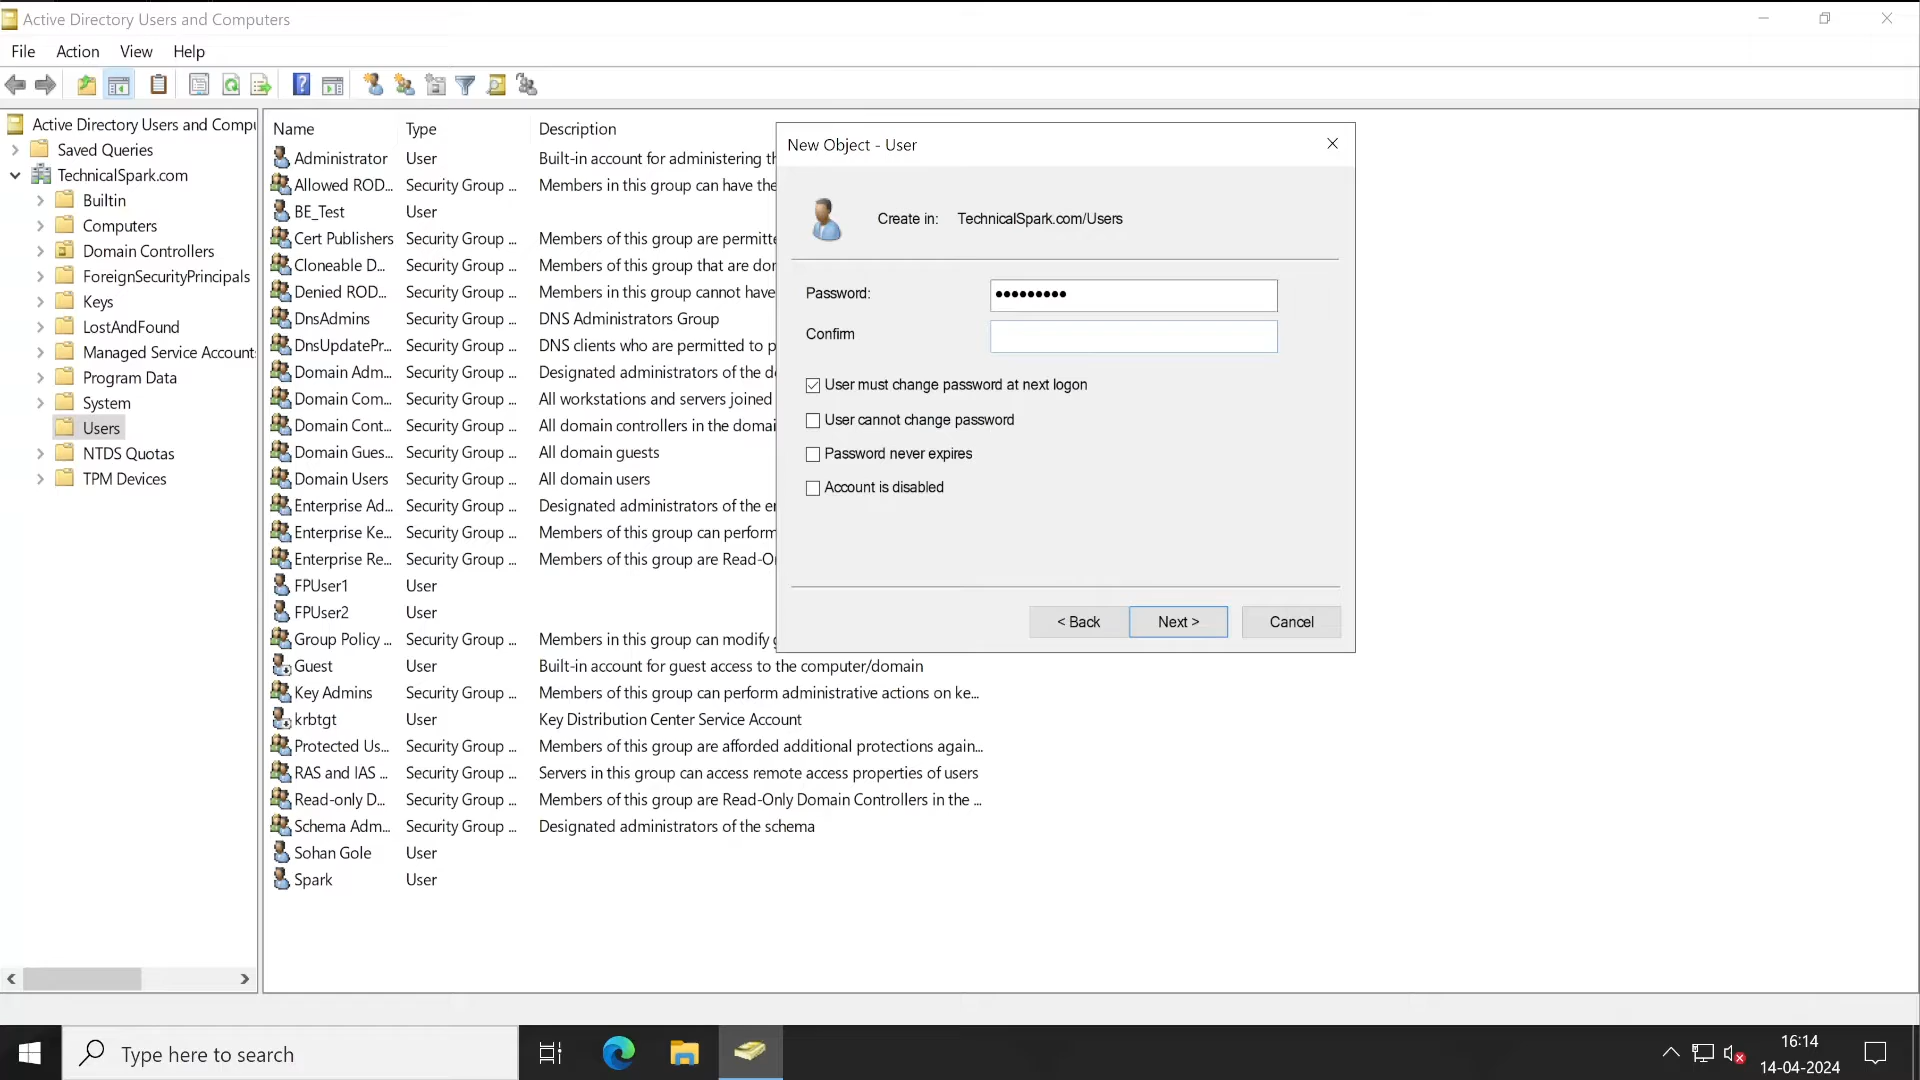 Active Directory Users and Computers
File Action View Help
Active Directory Users and Compu
Saved Queries
TechnicalSpark.com
Builtin
Computers
Domain Controllers
ForeignSecurityPrincipals
Keys
LostAndFound
Managed Service Account
Program Data
System
Users
NTDS Quotas
TPM Devices
Name Type Description
Administrator User Built-in account for administering th
Allowed ROD... Security Group ... Members in this group can have the
BE_Test User
Cert Publishers Security Group ... Members of this group are permitte
Cloneable D... Security Group ... Members of this group that are dor
Denied ROD... Security Group ... Members in this group cannot have
DnsAdmins Security Group ... DNS Administrators Group
DnsUpdatePr... Security Group ... DNS clients who are permitted to p
Domain Adm... Security Group ... Designated administrators of the d
Domain Com... Security Group ... All workstations and servers joined
Domain Cont... Security Group ... All domain controllers in the domai
Domain Gues... Security Group ... All domain guests
Domain Users Security Group ... All domain users
Enterprise Ad... Security Group ... Designated administrators of the er
Enterprise Ke... Security Group ... Members of this group can perform
Enterprise Re... Security Group ... Members of this group are Read-O
FPUser1 User
FPUser2 User
Group Policy ... Security Group ... Members in this group can modify g
Guest User Built-in account for guest access to the computer/domain
Key Admins Security Group ... Members of this group can perform administrative actions on ke...
krbtgt User Key Distribution Center Service Account
Protected Us... Security Group ... Members of this group are afforded additional protections again...
RAS and IAS ... Security Group ... Servers in this group can access remote access properties of users
Read-only D... Security Group ... Members of this group are Read-Only Domain Controllers in the ...
Schema Adm... Security Group ... Designated administrators of the schema
Sohan Gole User
Spark User
New Object - User
Create in: TechnicalSpark.com/Users
Password: •••••••••
Confirm
User must change password at next logon
User cannot change password
Password never expires
Account is disabled
< Back Next > Cancel
Type here to search
16:14
14-04-2024